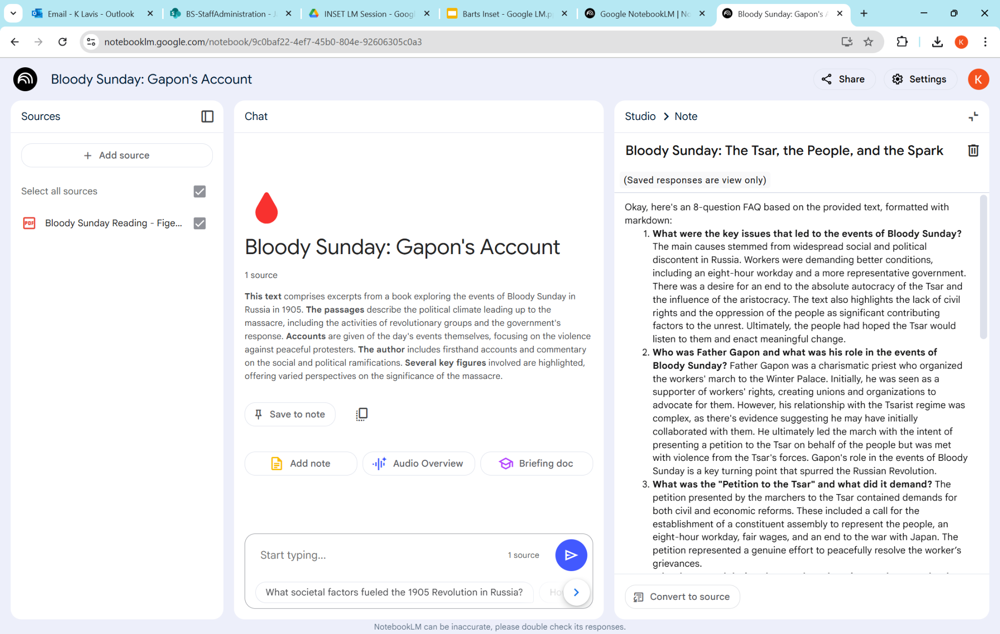 Email - K Lavis - Outlook
BS-StaffAdministration -
INSET LM Session - Goog
Barts Inset - Google LM.p
Google NotebookLM | No
Bloody Sunday: Gapon's A
notebooklm.google.com/notebook/9c0baf22-4ef7-45b0-804e-92606305c0a3
K
Bloody Sunday: Gapon's Account
Share
Settings
K
Sources
Add source
Select all sources
PDF
Bloody Sunday Reading - Fige...
Chat
Bloody Sunday: Gapon's Account
1 source
This text comprises excerpts from a book exploring the events of Bloody Sunday in
Russia in 1905. The passages describe the political climate leading up to the
massacre, including the activities of revolutionary groups and the government's
response. Accounts are given of the day's events themselves, focusing on the violence
against peaceful protesters. The author includes firsthand accounts and commentary
on the social and political ramifications. Several key figures involved are highlighted,
offering varied perspectives on the significance of the massacre.
Save to note
Add note
Audio Overview
Briefing doc
Start typing...
1 source
What societal factors fueled the 1905 Revolution in Russia?
Studio > Note
Bloody Sunday: The Tsar, the People, and the Spark
(Saved responses are view only)
Okay, here's an 8-question FAQ based on the provided text, formatted with
markdown:
1. What were the key issues that led to the events of Bloody Sunday?
The main causes stemmed from widespread social and political
discontent in Russia. Workers were demanding better conditions,
including an eight-hour workday and a more representative government.
There was a desire for an end to the absolute autocracy of the Tsar and
the influence of the aristocracy. The text also highlights the lack of civil
rights and the oppression of the people as significant contributing
factors to the unrest. Ultimately, the people had hoped the Tsar would
listen to them and enact meaningful change.
2. Who was Father Gapon and what was his role in the events of
Bloody Sunday? Father Gapon was a charismatic priest who organized
the workers' march to the Winter Palace. Initially, he was seen as a
supporter of workers' rights, creating unions and organizations to
advocate for them. However, his relationship with the Tsarist regime was
complex, as there's evidence suggesting he may have initially
collaborated with them. He ultimately led the march with the intent of
presenting a petition to the Tsar on behalf of the people but was met
with violence from the Tsar's forces. Gapon's role in the events of Bloody
Sunday is a key turning point that spurred the Russian Revolution.
3. What was the "Petition to the Tsar" and what did it demand? The
petition presented by the marchers to the Tsar contained demands for
both civil and economic reforms. These included a call for the
establishment of a constituent assembly to represent the people, an
eight-hour workday, fair wages, and an end to the war with Japan. The
petition represented a genuine effort to peacefully resolve the worker's
grievances.
Convert to source
NotebookLM can be inaccurate, please double check its responses.